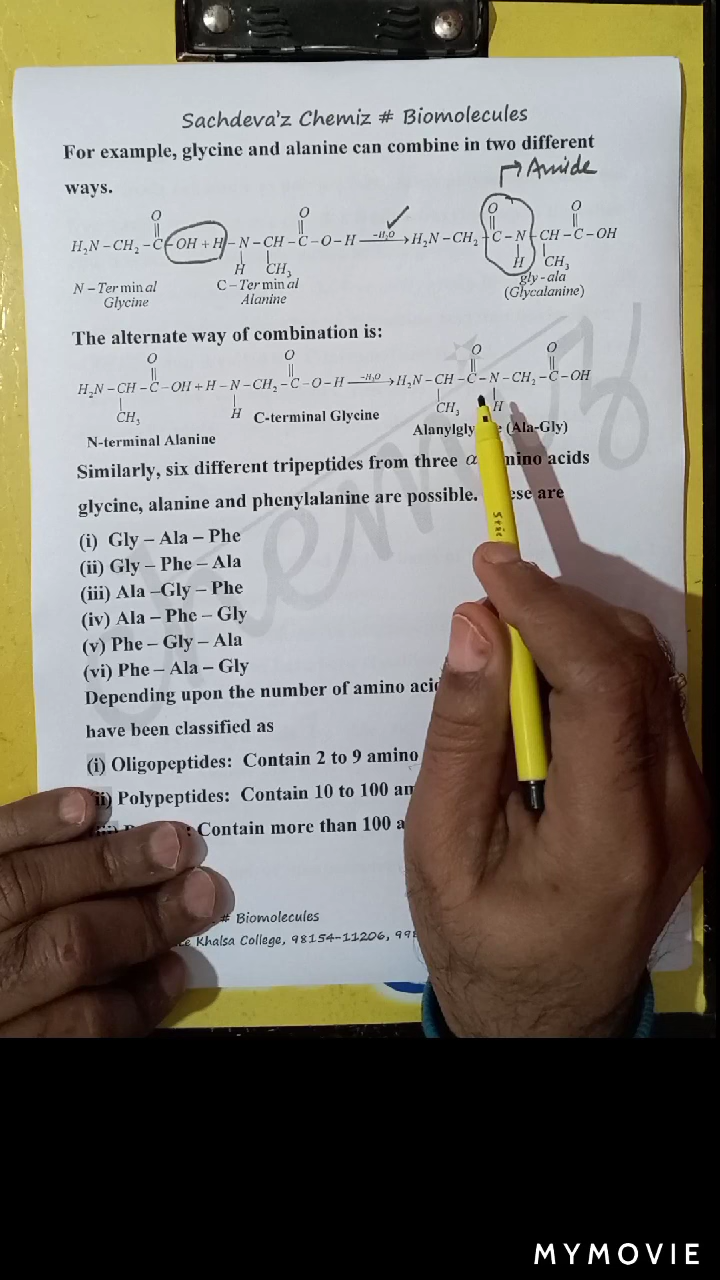 Sachdeva'z Chemiz # Biomolecules
For example, glycine and alanine can combine in two different
→ Amide
ways.
H₂N – CH₂ – C(=O) – OH + H – N(H) – CH(CH₃) – C(=O) – O – H –H₂O→ H₂N – CH₂ – C(=O) – N(H) – CH(CH₃) – C(=O) – OH
N – Terminal Glycine
C – Terminal Alanine
gly - ala
(Glycalanine)
The alternate way of combination is:
H₂N – CH(CH₃) – C(=O) – OH + H – N(H) – CH₂ – C(=O) – O – H –H₂O→ H₂N – CH(CH₃) – C(=O) – N(H) – CH₂ – C(=O) – OH
N-terminal Alanine
C-terminal Glycine
(Ala-Gly)
Similarly, six different tripeptides from three α acids
glycine, alanine and phenylalanine are possible. are
(i) Gly – Ala – Phe
(ii) Gly – Phe – Ala
(iii) Ala –Gly – Phe
(iv) Ala – Phe – Gly
(v) Phe – Gly – Ala
(vi) Phe – Ala – Gly
Depending upon the number of amino
have been classified as
(i) Oligopeptides: Contain 2 to 9 amino
Polypeptides: Contain 10 to 100
: Contain more than 100
# Biomolecules
Khalsa College, 98154-11206,
chemiz
MYMOVIE